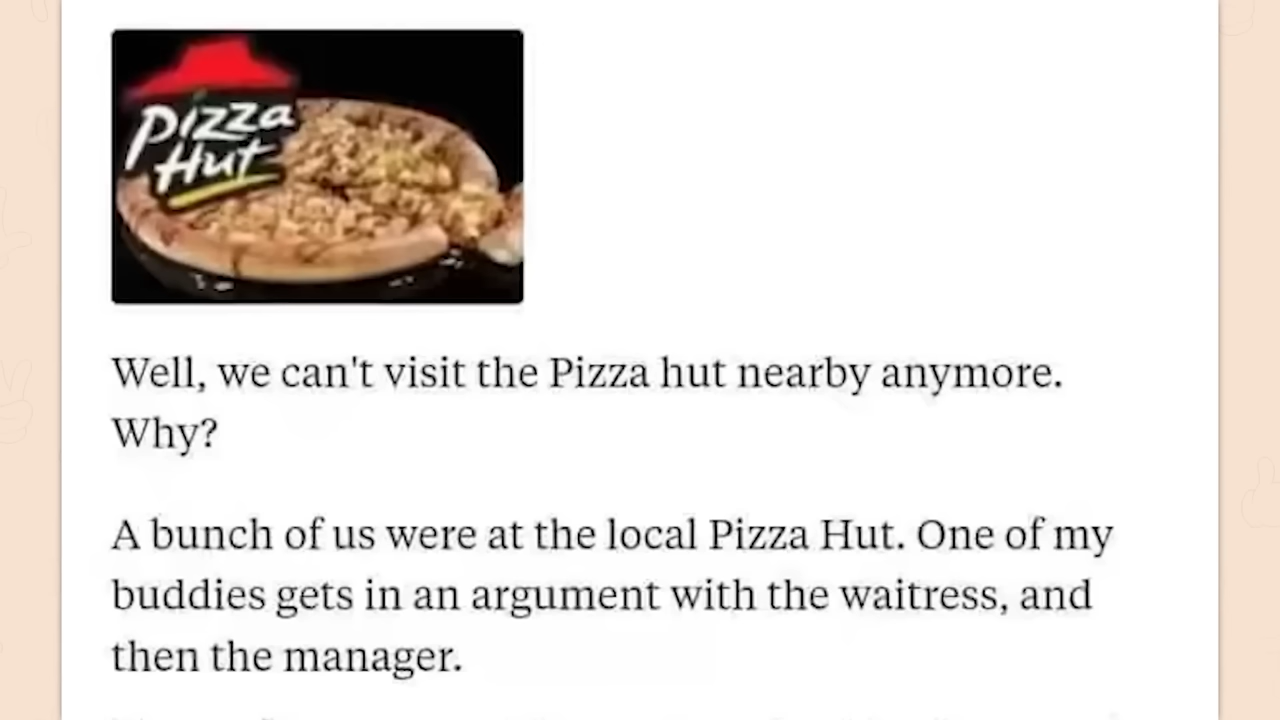 Pizza
Hut
Well, we can't visit the Pizza hut nearby anymore.
Why?
A bunch of us were at the local Pizza Hut. One of my
buddies gets in an argument with the waitress, and
then the manager.